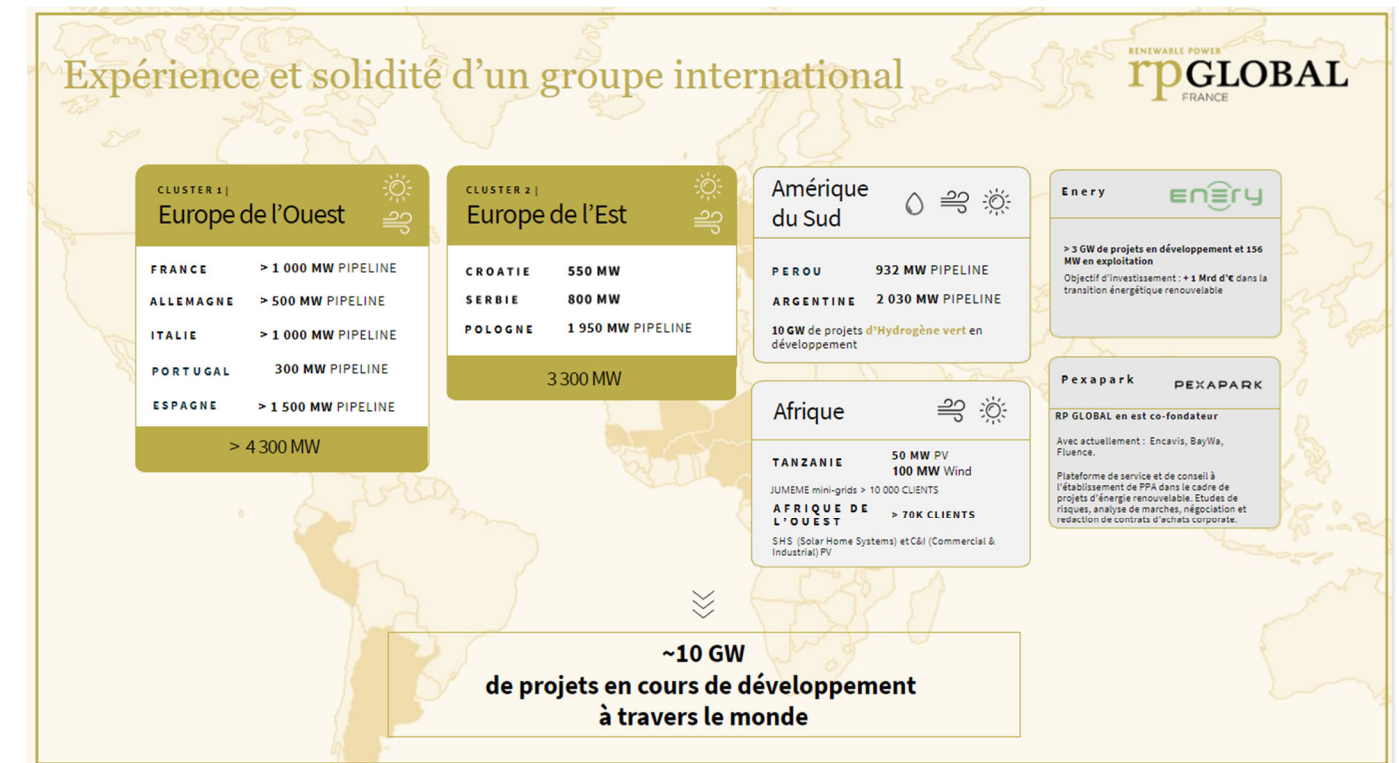 Expérience et solidité d'un groupe international
RENEWABLE POWER
rpGLOBAL
FRANCE
CLUSTER 1 |
Europe de l'Ouest
FRANCE > 1 000 MW PIPELINE
ALLEMAGNE > 500 MW PIPELINE
ITALIE > 1 000 MW PIPELINE
PORTUGAL 300 MW PIPELINE
ESPAGNE > 1 500 MW PIPELINE
> 4 300 MW
CLUSTER 2 |
Europe de l'Est
CROATIE 550 MW
SERBIE 800 MW
POLOGNE 1 950 MW PIPELINE
3 300 MW
Amérique
du Sud
PEROU 932 MW PIPELINE
ARGENTINE 2 030 MW PIPELINE
10 GW de projets d'Hydrogène vert en
développement
Afrique
TANZANIE 50 MW PV
100 MW Wind
JUMEME mini-grids > 10 000 CLIENTS
AFRIQUE DE
L'OUEST > 70K CLIENTS
SHS (Solar Home Systems) et C&I (Commercial &
Industrial) PV
Enery ENERY
> 3 GW de projets en développement et 156
MW en exploitation
Objectif d'investissement : + 1 Mrd d'€ dans la
transition énergétique renouvelable
Pexapark PEXAPARK
RP GLOBAL en est co-fondateur
Avec actuellement : Encavis, BayWa,
Fluence.
Plateforme de service et de conseil à
l'établissement de PPA dans le cadre de
projets d'énergie renouvelable. Etudes de
risques, analyse de marches, négociation et
redaction de contrats d'achats corporate.
~10 GW
de projets en cours de développement
à travers le monde